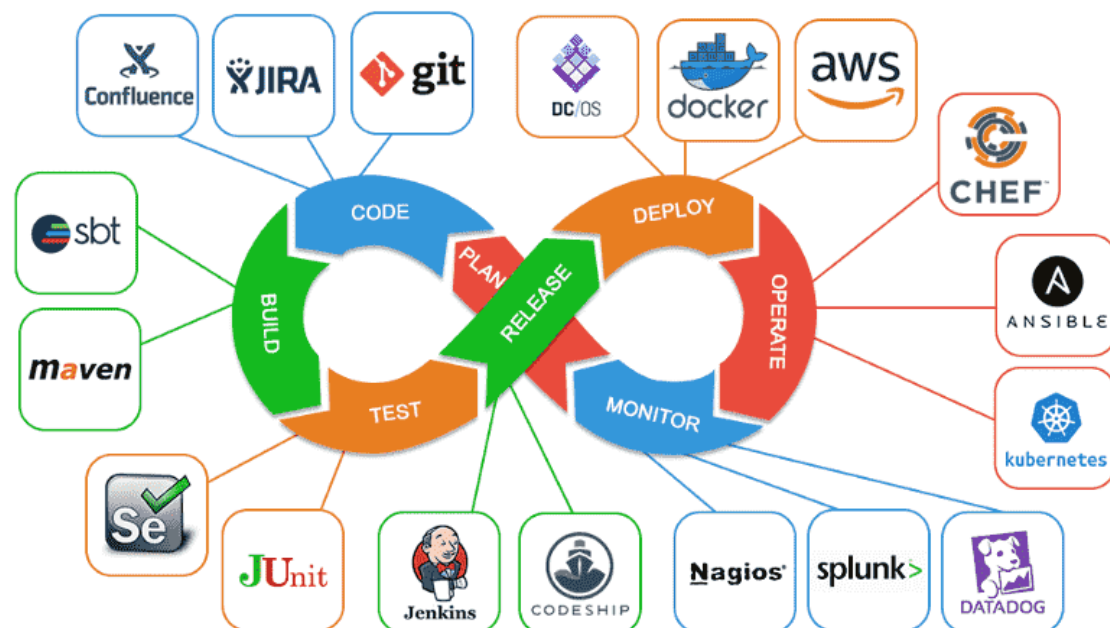 Confluence
JIRA
git
DC/OS
docker
aws
CHEF™
sbt
CODE
DEPLOY
PLAN
RELEASE
BUILD
OPERATE
ANSIBLE
maven
TEST
MONITOR
kubernetes
Se
JUnit
Jenkins
CODESHIP
Nagios®
splunk>
DATADOG